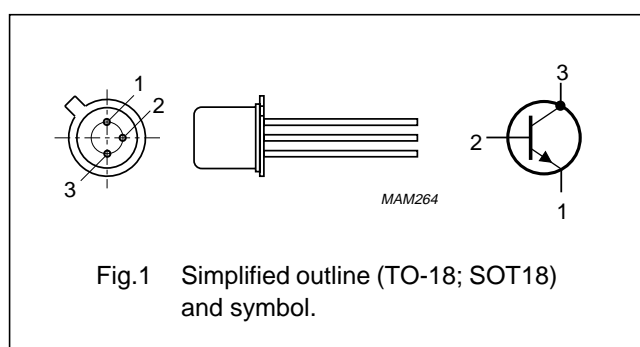 1
2
3
3
2
1
MAM264
Fig.1 Simplified outline (TO-18; SOT18)
and symbol.